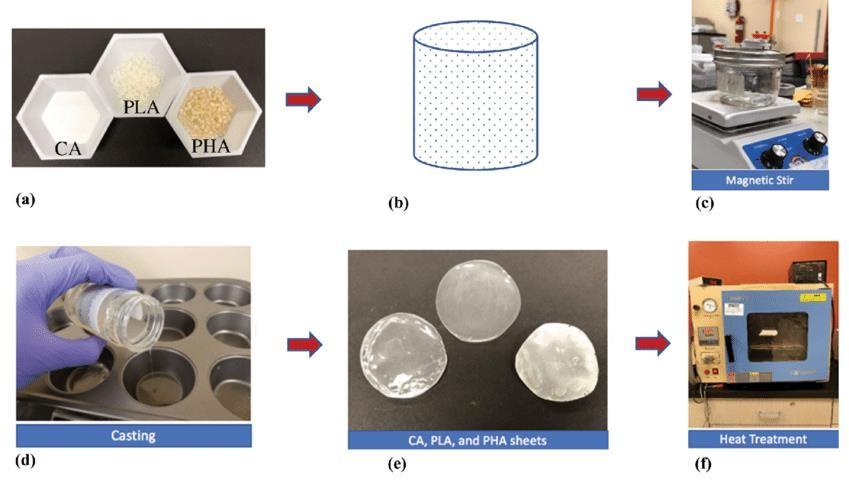 PLA
CA
PHA
(a)
(b)
(c)
Magnetic Stir
Casting
CA, PLA, and PHA sheets
Heat Treatment
(d)
(e)
(f)